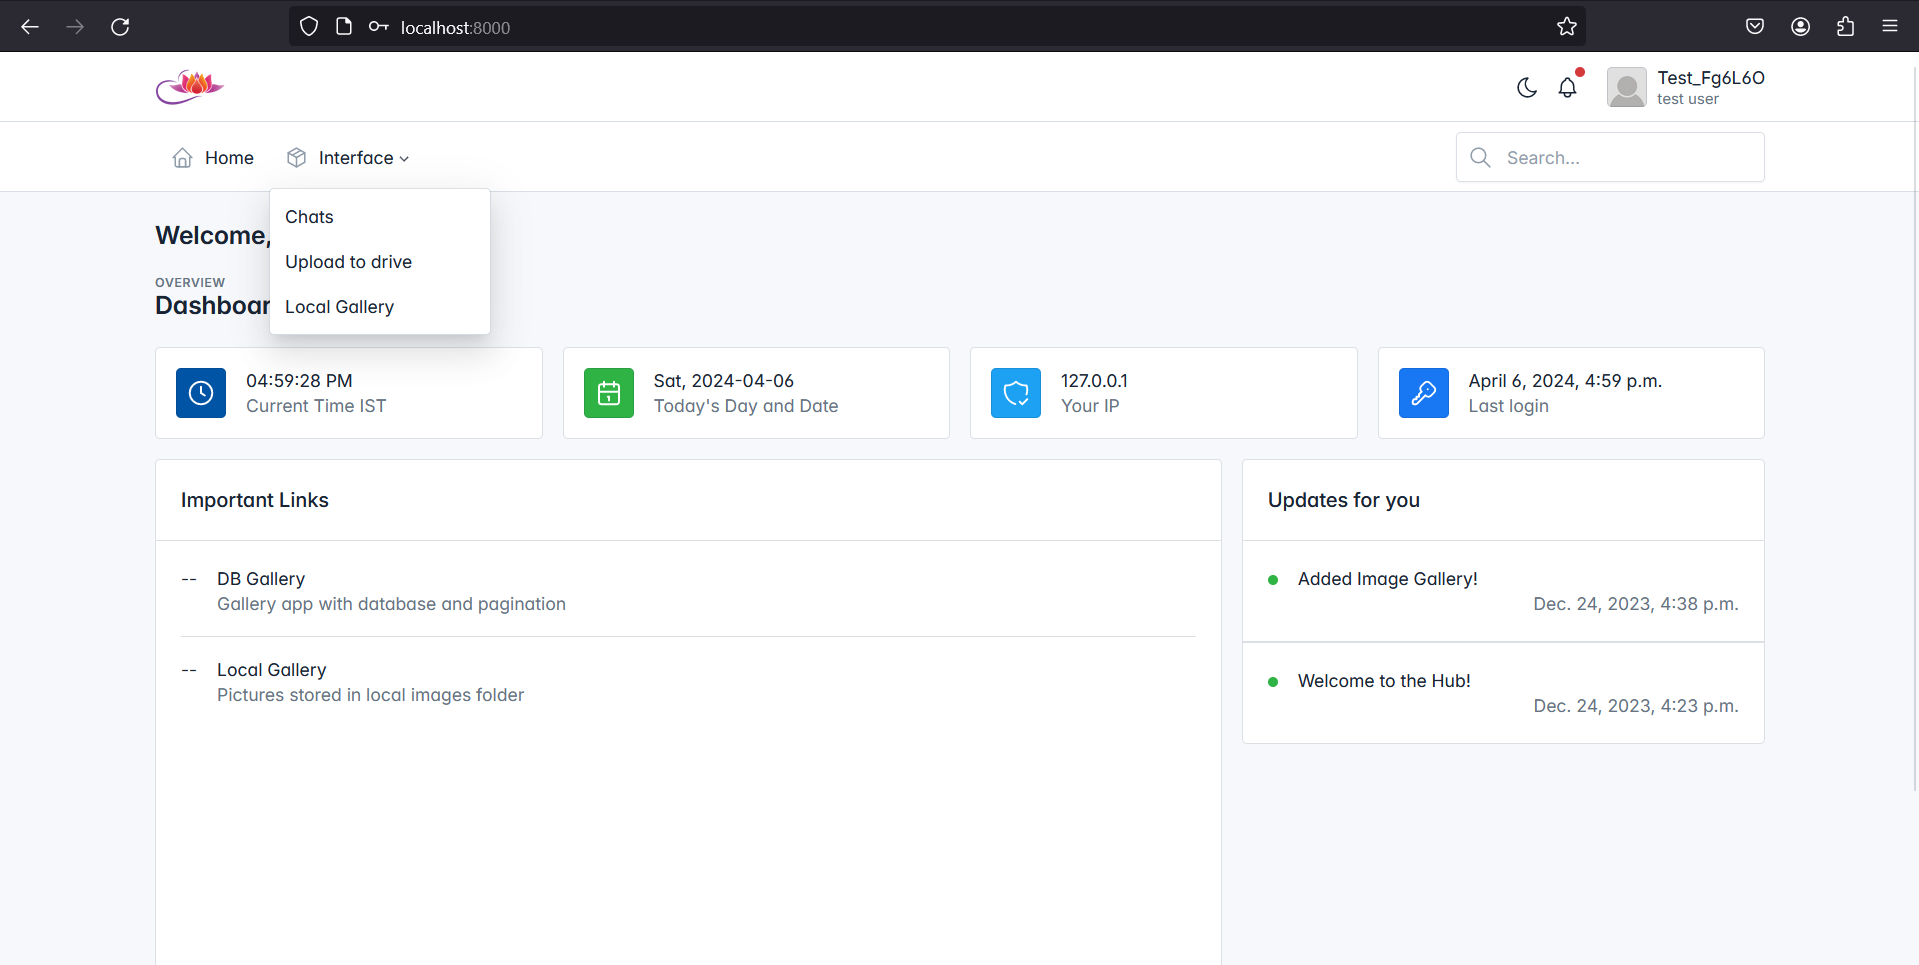 localhost:8000
Test_Fg6L6O
test user
Home
Interface
Search...
Chats
Upload to drive
Local Gallery
Welcome,
OVERVIEW
Dashboar
04:59:28 PM
Current Time IST
Sat, 2024-04-06
Today's Day and Date
127.0.0.1
Your IP
April 6, 2024, 4:59 p.m.
Last login
Important Links
-- DB Gallery
Gallery app with database and pagination
-- Local Gallery
Pictures stored in local images folder
Updates for you
Added Image Gallery!
Dec. 24, 2023, 4:38 p.m.
Welcome to the Hub!
Dec. 24, 2023, 4:23 p.m.